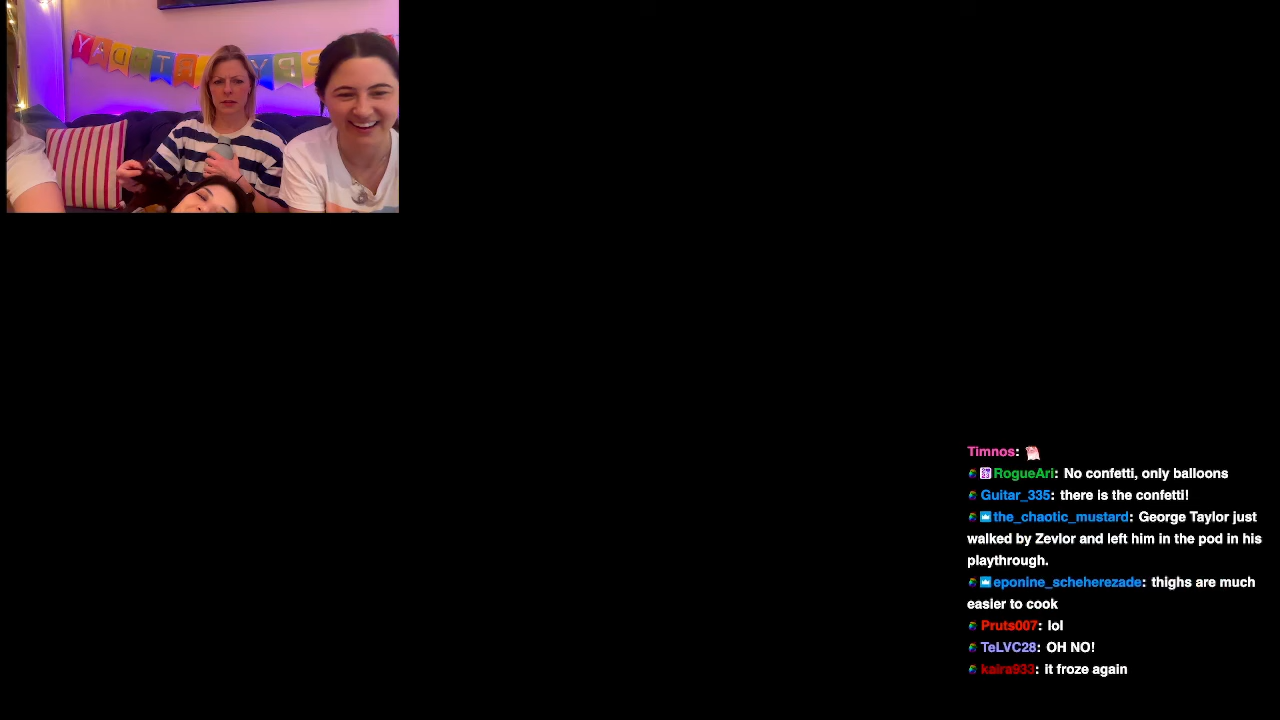 YADHTRIBYPP
Timnos:
RogueAri: No confetti, only balloons
Guitar_335: there is the confetti!
the_chaotic_mustard: George Taylor just
walked by Zevlor and left him in the pod in his
playthrough.
eponine_scheherezade: thighs are much
easier to cook
Pruts007: lol
TeLVC28: OH NO!
kaira933: it froze again